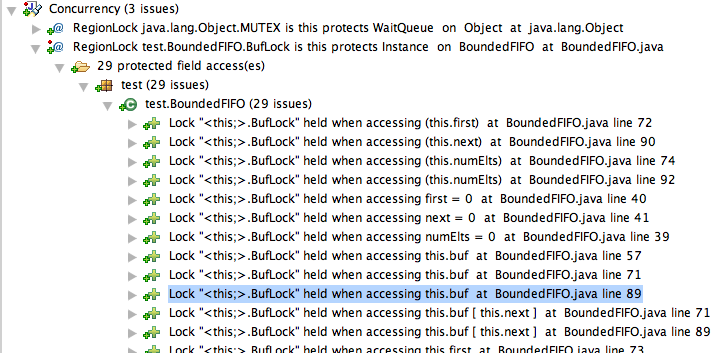 Concurrency (3 issues)
RegionLock java.lang.Object.MUTEX is this protects WaitQueue on Object at java.lang.Object
RegionLock test.BoundedFIFO.BufLock is this protects Instance on BoundedFIFO at BoundedFIFO.java
29 protected field access(es)
test (29 issues)
test.BoundedFIFO (29 issues)
Lock "<this;>.BufLock" held when accessing (this.first) at BoundedFIFO.java line 72
Lock "<this;>.BufLock" held when accessing (this.next) at BoundedFIFO.java line 90
Lock "<this;>.BufLock" held when accessing (this.numElts) at BoundedFIFO.java line 74
Lock "<this;>.BufLock" held when accessing (this.numElts) at BoundedFIFO.java line 92
Lock "<this;>.BufLock" held when accessing first = 0 at BoundedFIFO.java line 40
Lock "<this;>.BufLock" held when accessing next = 0 at BoundedFIFO.java line 41
Lock "<this;>.BufLock" held when accessing numElts = 0 at BoundedFIFO.java line 39
Lock "<this;>.BufLock" held when accessing this.buf at BoundedFIFO.java line 57
Lock "<this;>.BufLock" held when accessing this.buf at BoundedFIFO.java line 71
Lock "<this;>.BufLock" held when accessing this.buf at BoundedFIFO.java line 89
Lock "<this;>.BufLock" held when accessing this.buf [ this.next ] at BoundedFIFO.java line 71
Lock "<this;>.BufLock" held when accessing this.buf [ this.next ] at BoundedFIFO.java line 89
Lock "<this;>.BufLock" held when accessing this.first at BoundedFIFO.java line 73